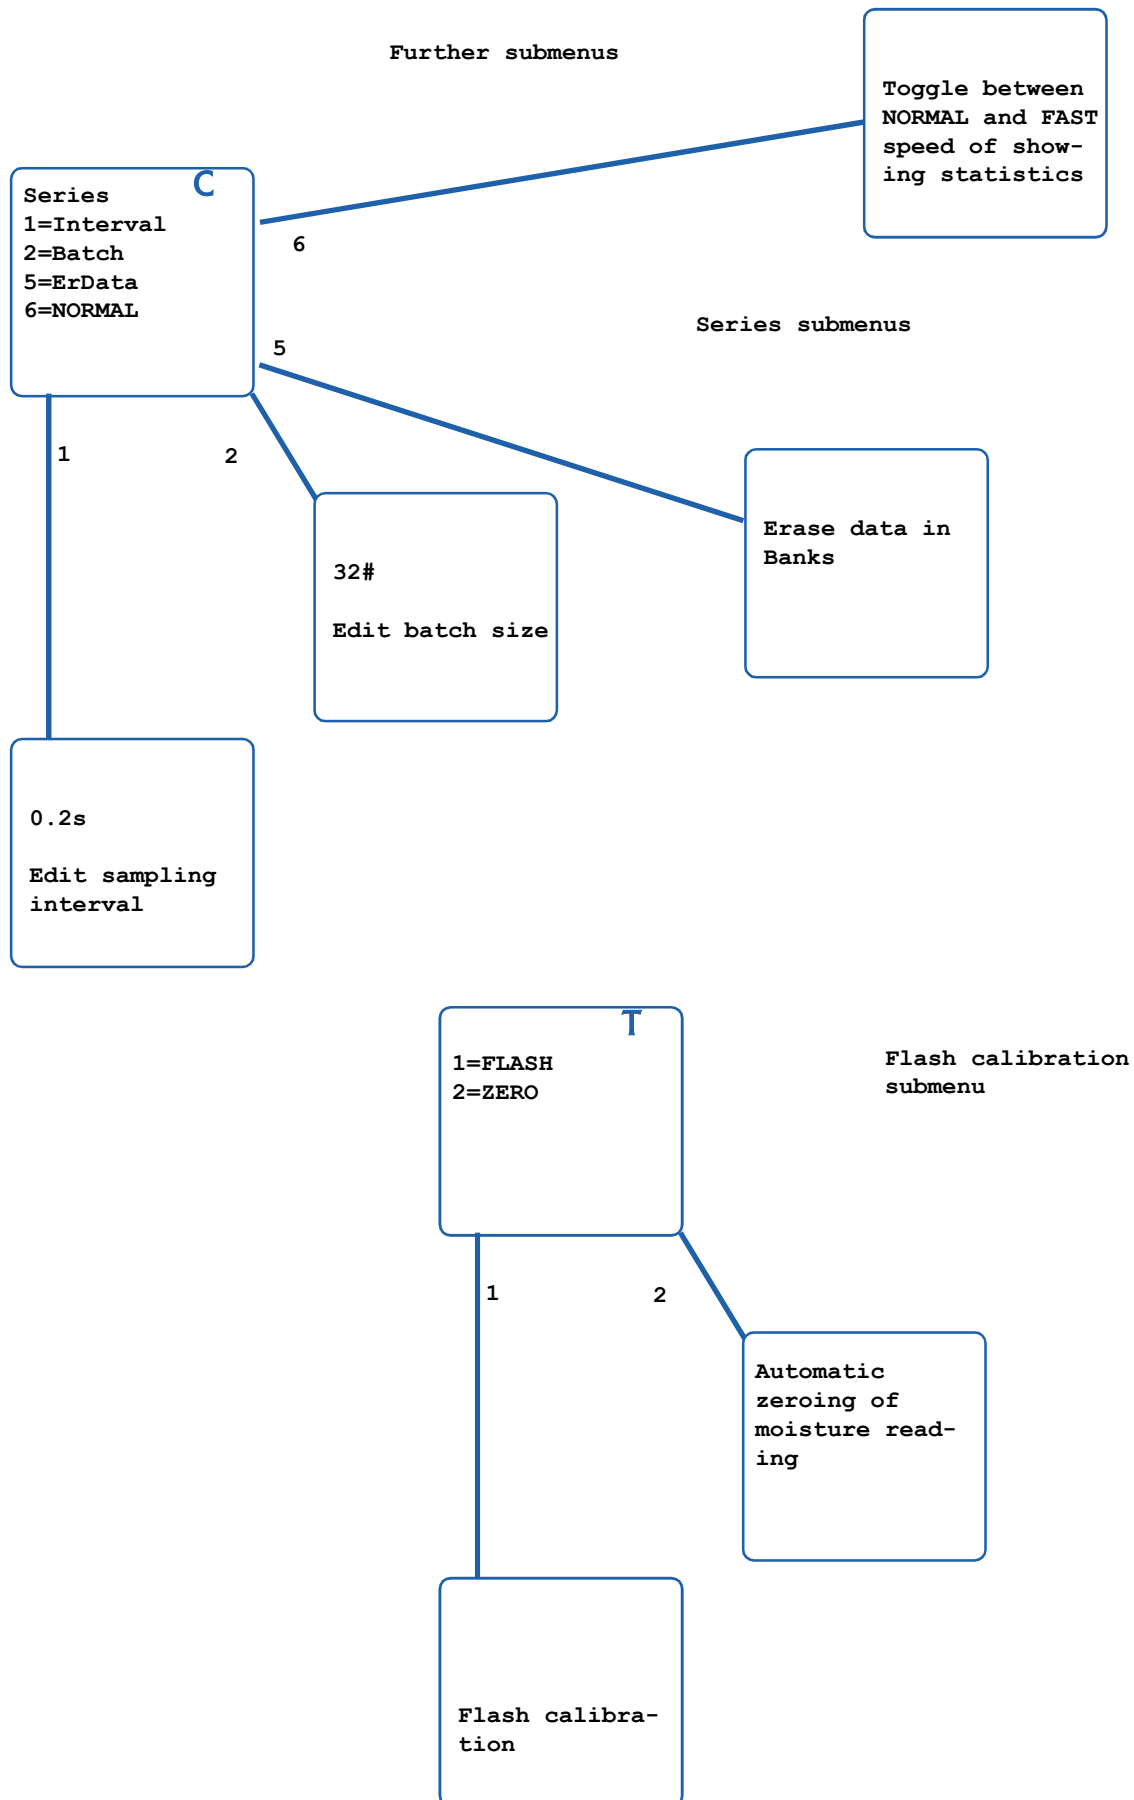 Further submenus
Toggle between
NORMAL and FAST
speed of show-
ing statistics
C
Series
1=Interval
2=Batch
5=ErData
6=NORMAL
6
Series submenus
5
1
2
Erase data in
Banks
32#
Edit batch size
0.2s
Edit sampling
interval
T
1=FLASH
2=ZERO
Flash calibration
submenu
1
2
Automatic
zeroing of
moisture read-
ing
Flash calibra-
tion